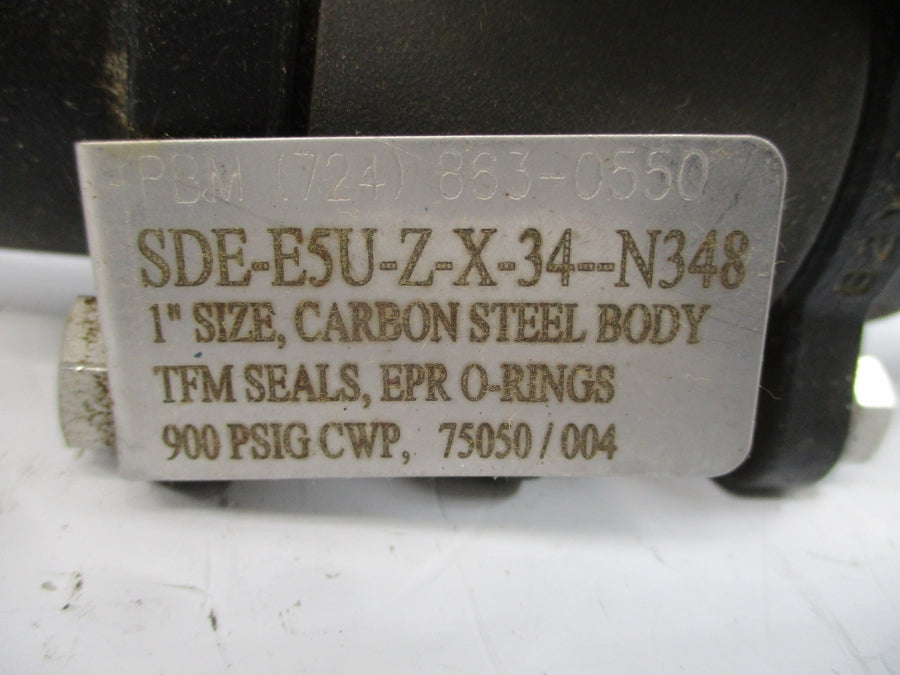 PBM (724) 863-0550
SDE-E5U-Z-X-34--N348
1" SIZE, CARBON STEEL BODY
TFM SEALS, EPR O-RINGS
900 PSIG CWP, 75050 / 004